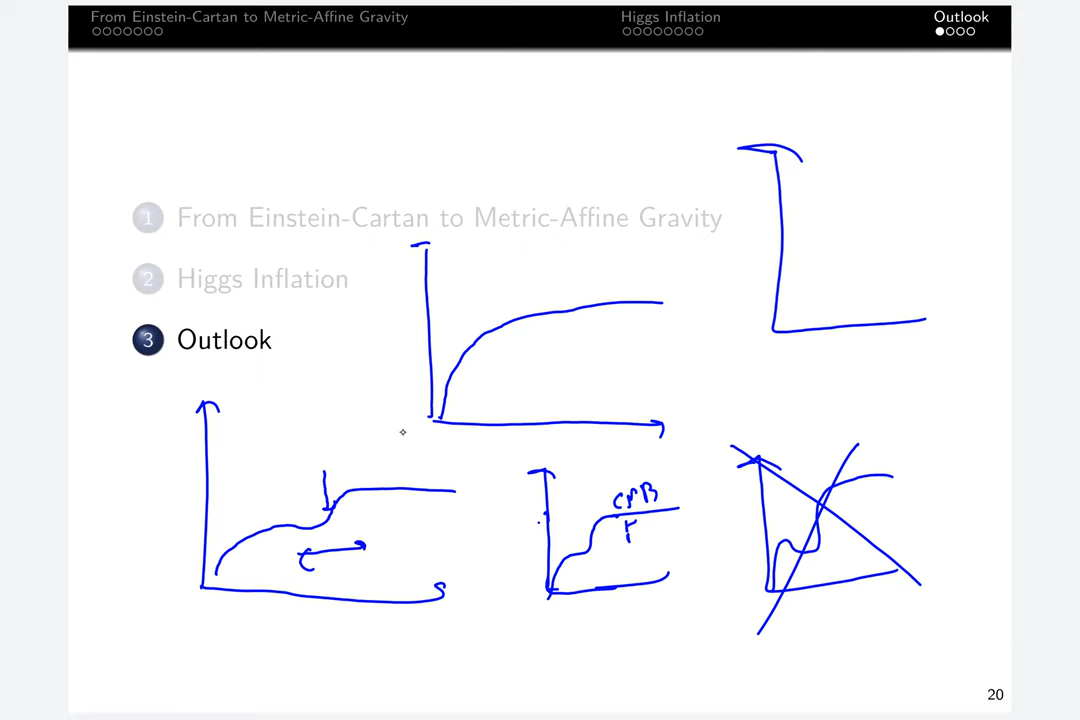 From Einstein-Cartan to Metric-Affine Gravity
Higgs Inflation
Outlook
1 From Einstein-Cartan to Metric-Affine Gravity
2 Higgs Inflation
3 Outlook
CMB
20